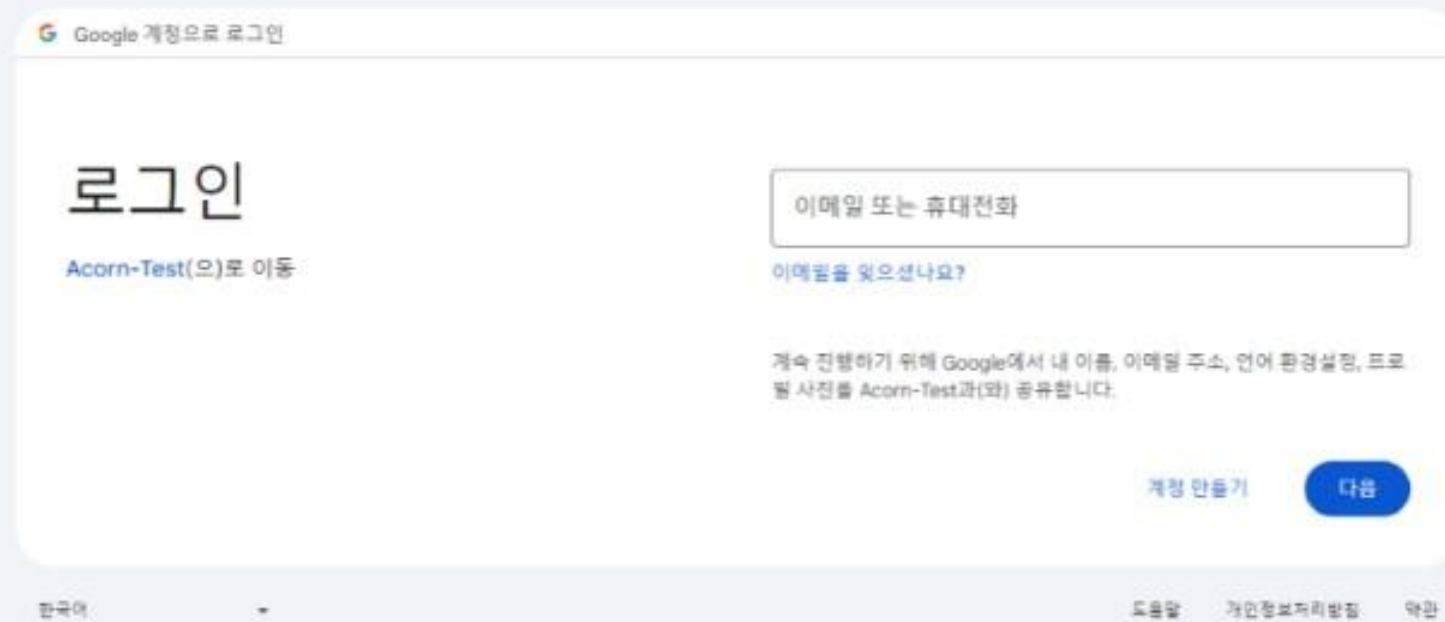 Google 계정으로 로그인
로그인
Acorn-Test(으)로 이동
이메일 또는 휴대전화
이메일을 잊으셨나요?
계속 진행하기 위해 Google에서 내 이름, 이메일 주소, 언어 환경설정, 프로
필 사진을 Acorn-Test과(와) 공유합니다.
계정 만들기
다음
한국어
도움말 개인정보처리방침 약관